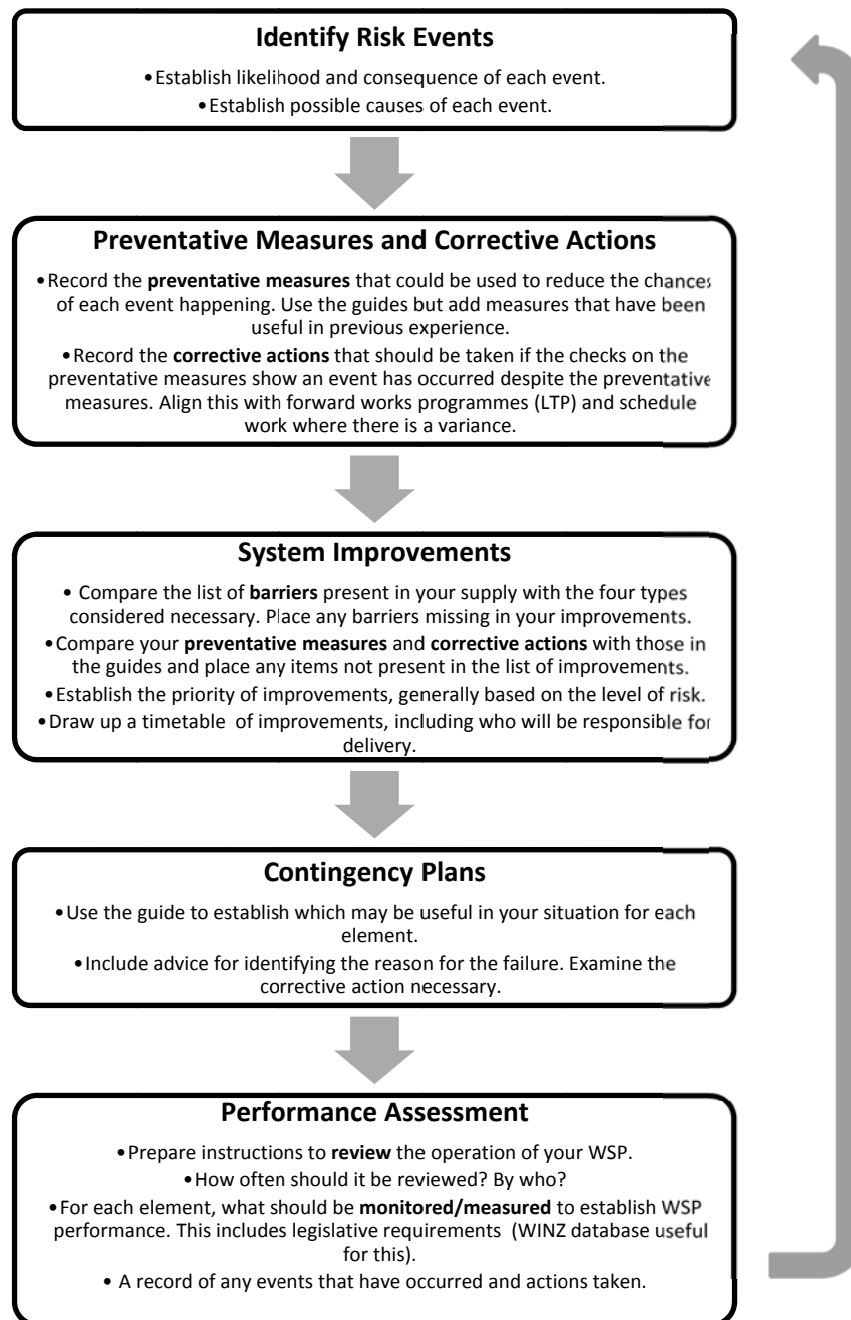 Identify Risk Events
•Establish likelihood and consequence of each event.
•Establish possible causes of each event.
Preventative Measures and Corrective Actions
•Record the preventative measures that could be used to reduce the chances
of each event happening. Use the guides but add measures that have been
useful in previous experience.
•Record the corrective actions that should be taken if the checks on the
preventative measures show an event has occurred despite the preventative
measures. Align this with forward works programmes (LTP) and schedule
work where there is a variance.
System Improvements
• Compare the list of barriers present in your supply with the four types
considered necessary. Place any barriers missing in your improvements.
•Compare your preventative measures and corrective actions with those in
the guides and place any items not present in the list of improvements.
•Establish the priority of improvements, generally based on the level of risk.
•Draw up a timetable of improvements, including who will be responsible for
delivery.
Contingency Plans
•Use the guide to establish which may be useful in your situation for each
element.
•Include advice for identifying the reason for the failure. Examine the
corrective action necessary.
Performance Assessment
•Prepare instructions to review the operation of your WSP.
•How often should it be reviewed? By who?
•For each element, what should be monitored/measured to establish WSP
performance. This includes legislative requirements (WINZ database useful
for this).
• A record of any events that have occurred and actions taken.